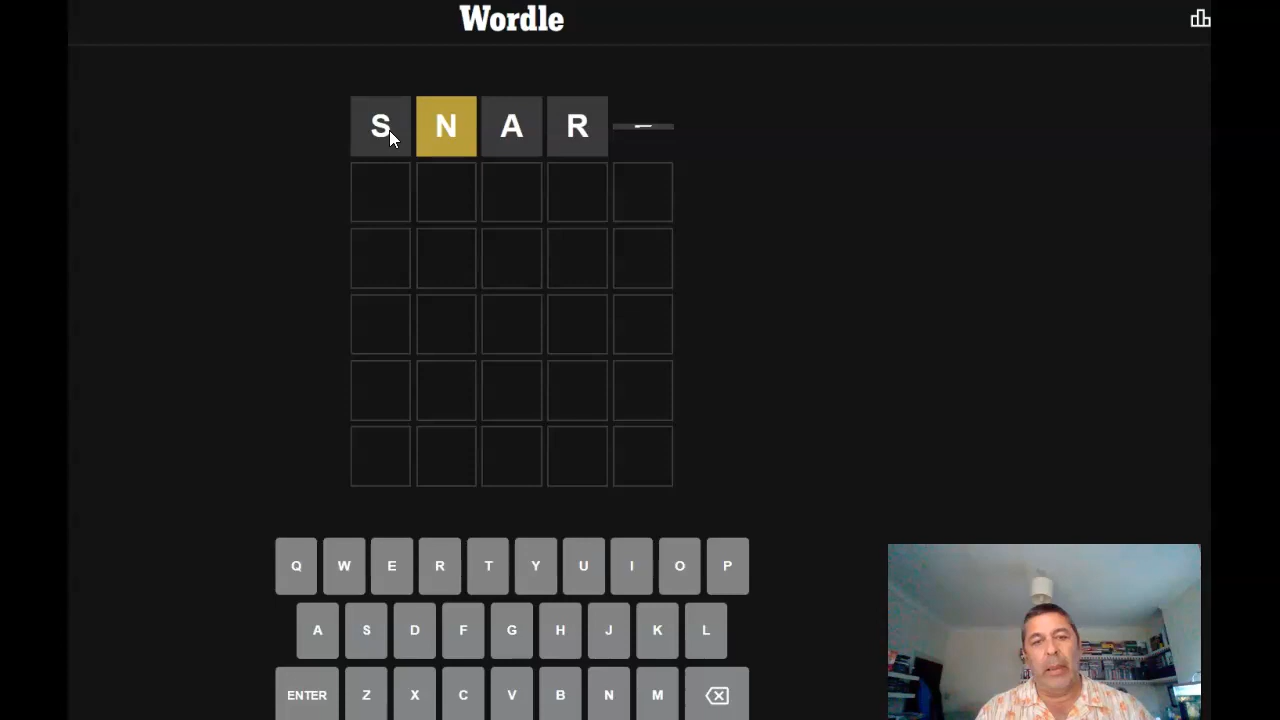 Wordle
S N A R
Q W E R T Y U I O P
A S D F G H J K L
ENTER Z X C V B N M